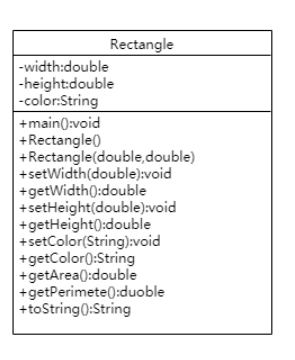 Rectangle
-width:double
-height:double
-color:String
+main():void
+Rectangle()
+Rectangle(double,double)
+setWidth(double):void
+getWidth():double
+setHeight(duoble):void
+getHeight():double
+setColor(String):void
+getColor():String
+getArea():double
+getPerimete():duoble
+toString():String